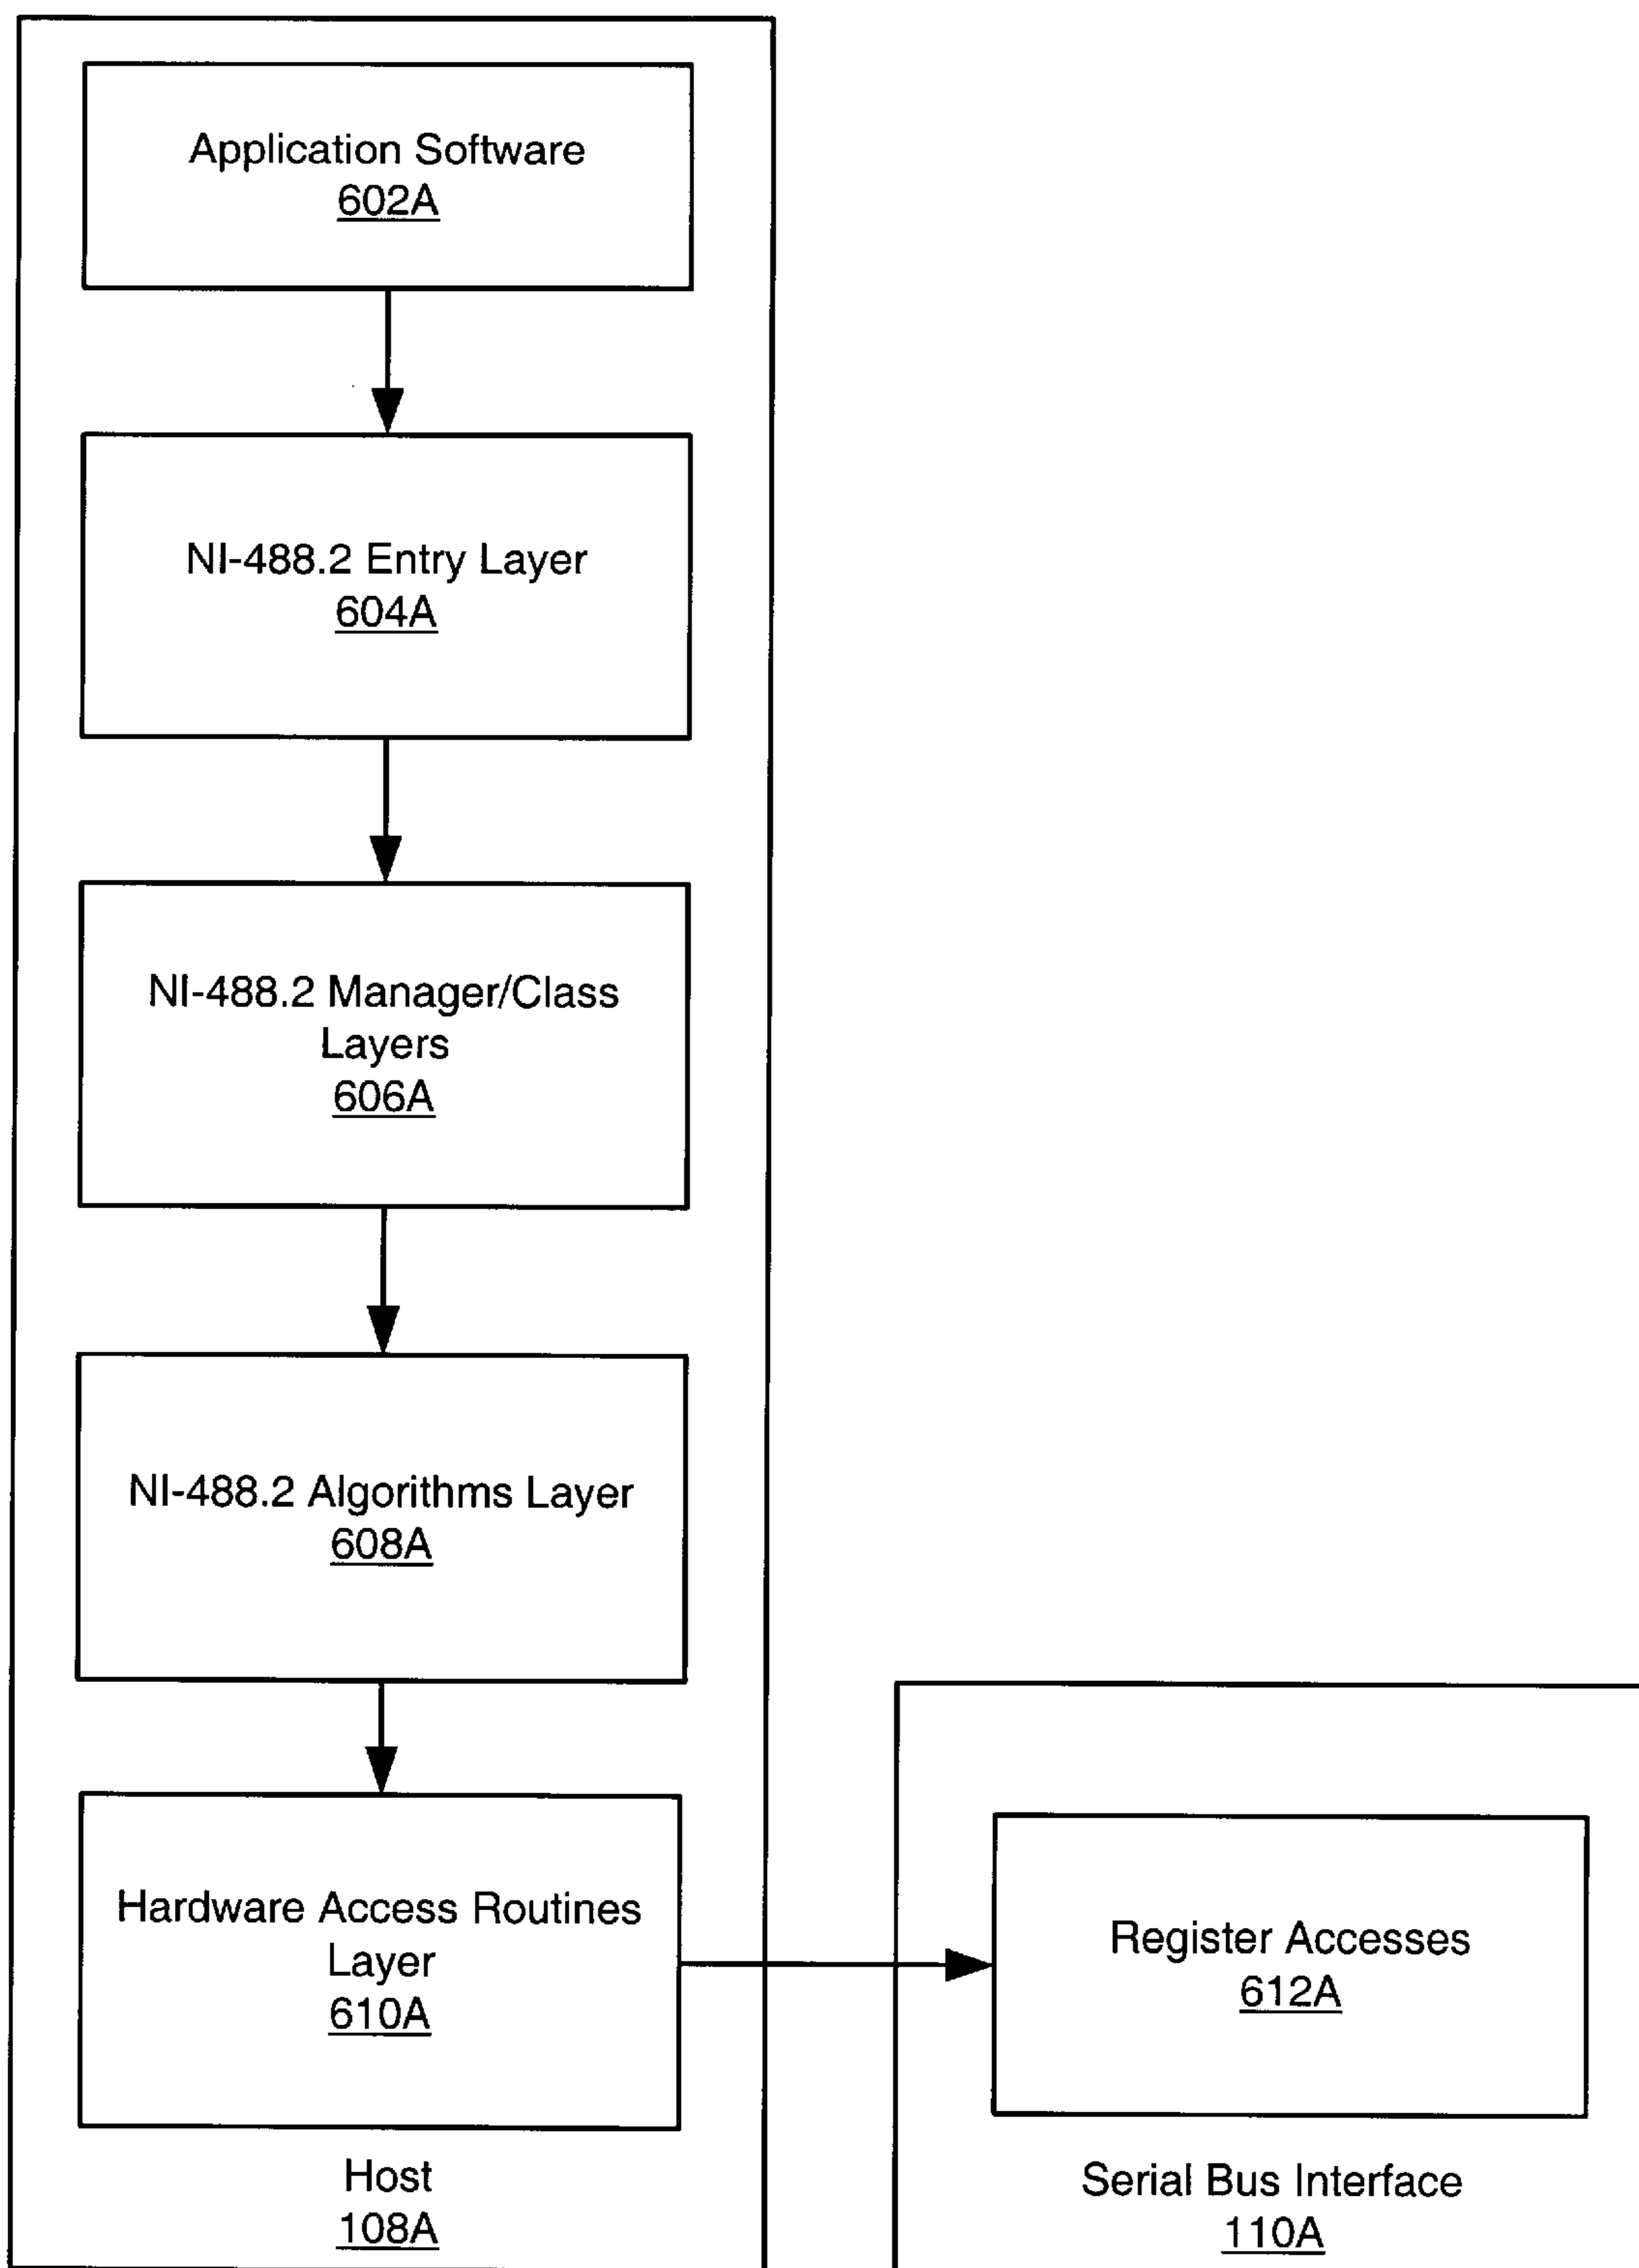 Application Software
602A
NI-488.2 Entry Layer
604A
NI-488.2 Manager/Class
Layers
606A
NI-488.2 Algorithms Layer
608A
Hardware Access Routines
Layer
610A
Host
108A
Register Accesses
612A
Serial Bus Interface
110A